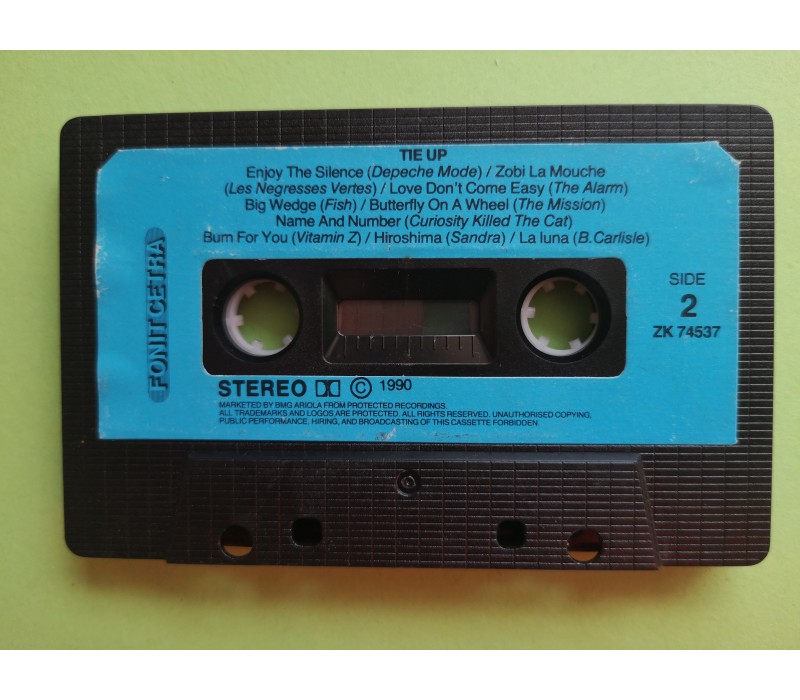 TIE UP
Enjoy The Silence (Depeche Mode) / Zobi La Mouche
(Les Negresses Vertes) / Love Don't Come Easy (The Alarm)
Big Wedge (Fish) / Butterfly On A Wheel (The Mission)
Name And Number (Curiosity Killed The Cat)
Burn For You (Vitamin Z) / Hiroshima (Sandra) / La luna (B. Carlisle)
FONIT CETRA
SIDE
2
ZK 74537
STEREO © 1990
MARKETED BY BMG ARIOLA FROM PROTECTED RECORDINGS.
ALL TRADEMARKS AND LOGOS ARE PROTECTED. ALL RIGHTS RESERVED. UNAUTHORISED COPYING,
PUBLIC PERFORMANCE, HIRING, AND BROADCASTING OF THIS CASSETTE FORBIDDEN